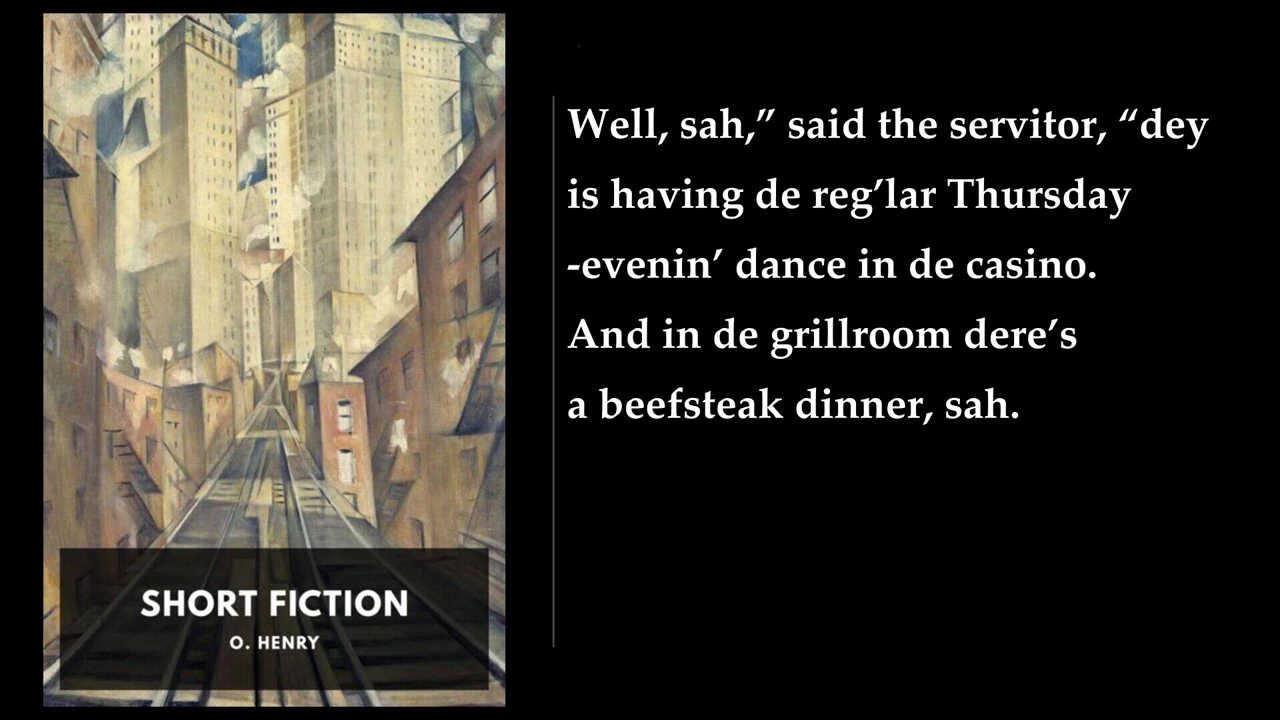 Well, sah,” said the servitor, “dey
is having de reg’lar Thursday
-evenin’ dance in de casino.
And in de grillroom dere’s
a beefsteak dinner, sah.
SHORT FICTION
O. HENRY